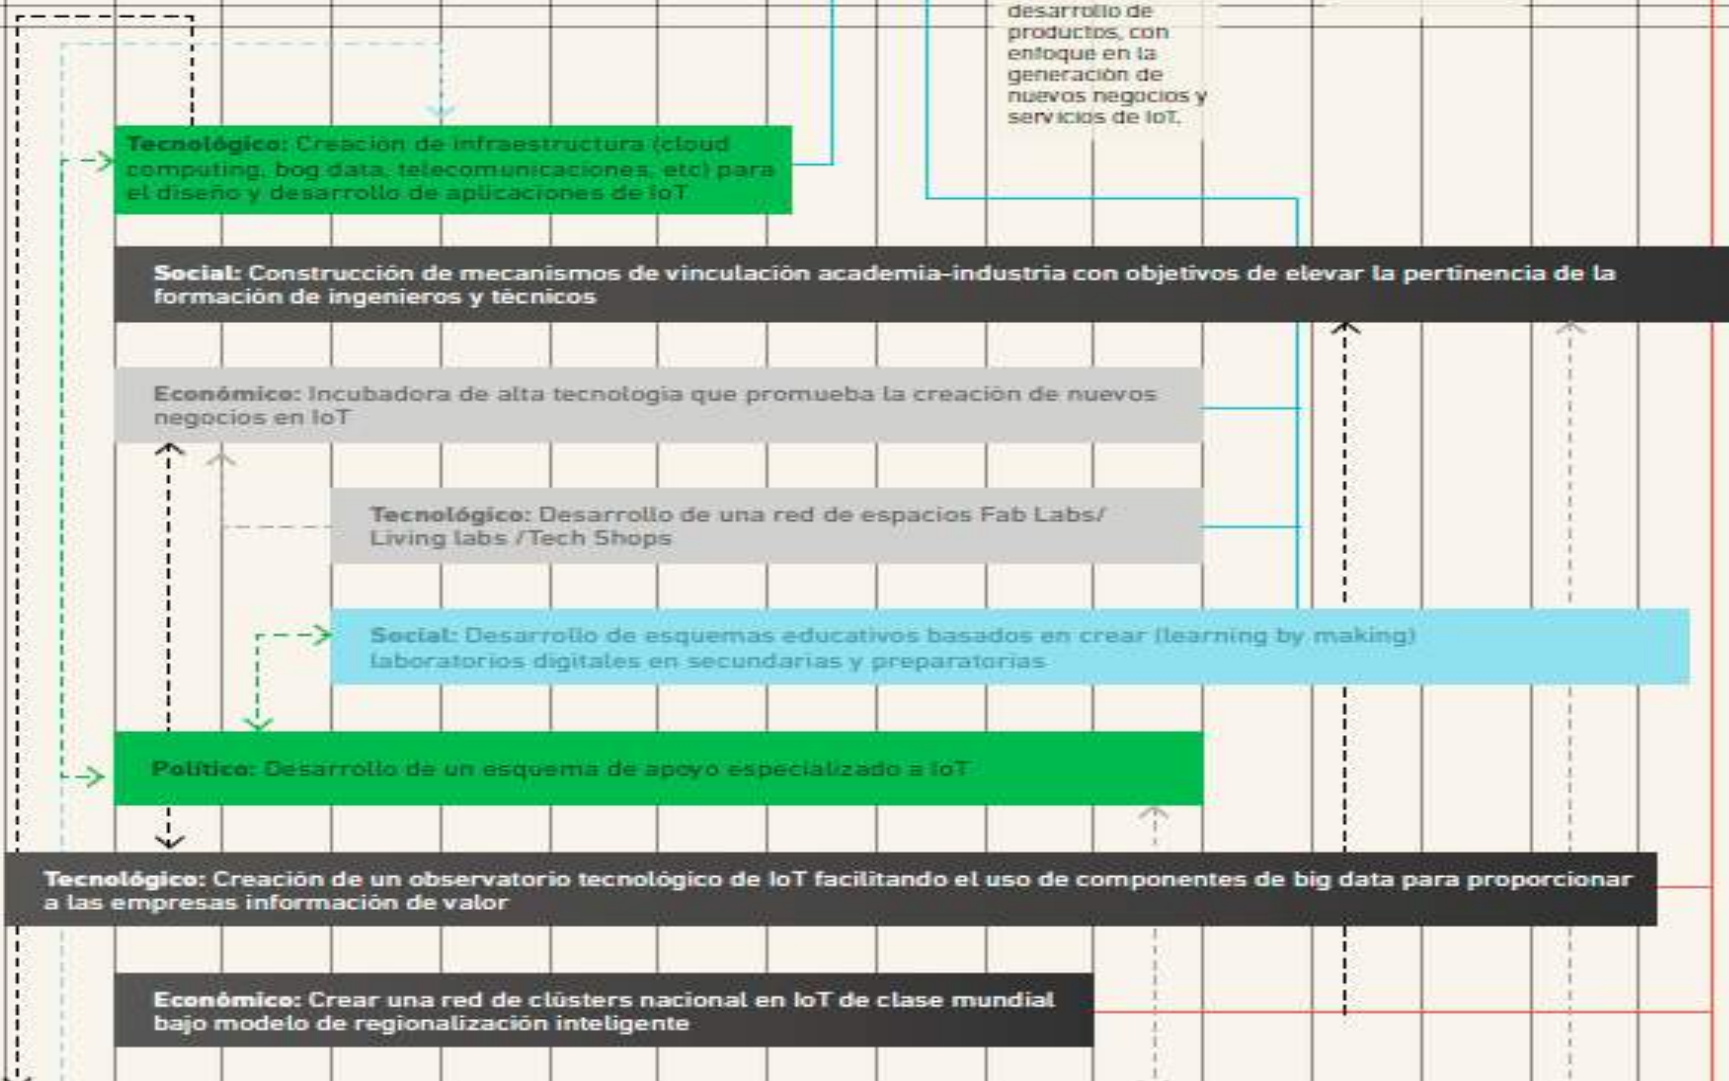 desarrollo de
productos, con
enfoque en la
generación de
nuevos negocios y
servicios de IoT.
Tecnológico: Creación de infraestructura (cloud
computing, bog data, telecomunicaciones, etc) para
el diseño y desarrollo de aplicaciones de IoT
Social: Construcción de mecanismos de vinculación academia-industria con objetivos de elevar la pertinencia de la
formación de ingenieros y técnicos
Económico: Incubadora de alta tecnología que promueba la creación de nuevos
negocios en IoT
Tecnológico: Desarrollo de una red de espacios Fab Labs/
Living labs /Tech Shops
Social: Desarrollo de esquemas educativos basados en crear (learning by making)
laboratorios digitales en secundarias y preparatorias
Político: Desarrollo de un esquema de apoyo especializado a IoT
Tecnológico: Creación de un observatorio tecnológico de IoT facilitando el uso de componentes de big data para proporcionar
a las empresas información de valor
Económico: Crear una red de clústers nacional en IoT de clase mundial
bajo modelo de regionalización inteligente